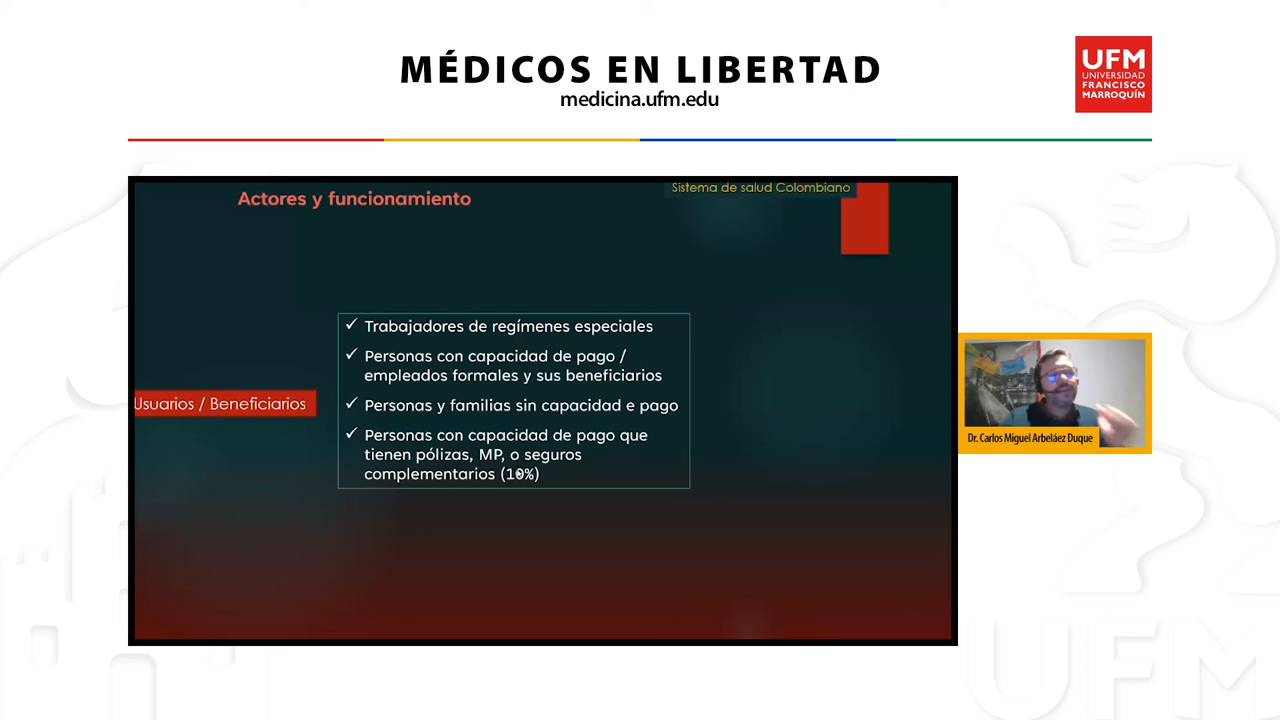 MÉDICOS EN LIBERTAD
medicina.ufm.edu
UFM
UNIVERSIDAD
FRANCISCO
MARROQUÍN
Sistema de salud Colombiano
Actores y funcionamiento
✓ Trabajadores de regímenes especiales
✓ Personas con capacidad de pago /
empleados formales y sus beneficiarios
Usuarios / Beneficiarios
✓ Personas y familias sin capacidad e pago
✓ Personas con capacidad de pago que
tienen pólizas, MP, o seguros
complementarios (10%)
Dr. Carlos Miguel Arbeláez Duque
UFM